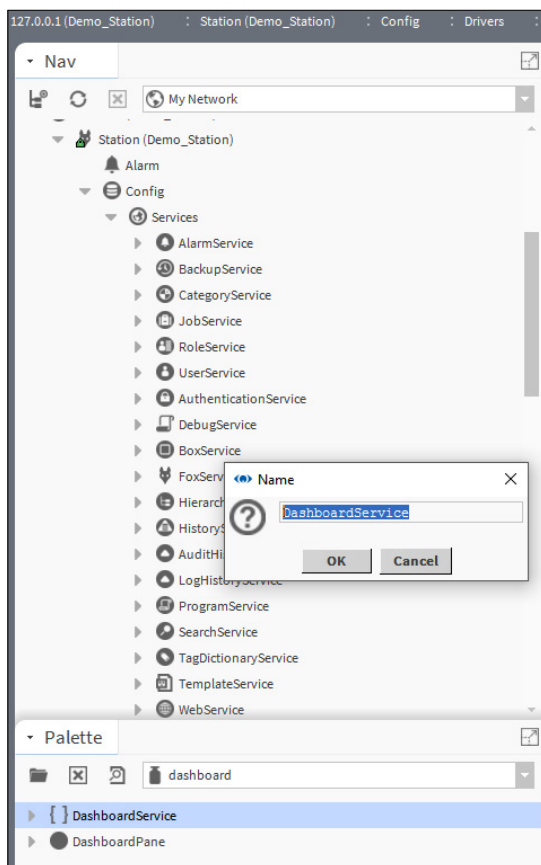 127.0.0.1 (Demo_Station) : Station (Demo_Station) : Config : Drivers :
Nav
My Network
Station (Demo_Station)
Alarm
Config
Services
AlarmService
BackupService
CategoryService
JobService
RoleService
UserService
AuthenticationService
DebugService
BoxService
FoxServ
Name
Hierarch
DashboardService
HistoryS
AuditHi
OK Cancel
LogHistoryService
ProgramService
SearchService
TagDictionaryService
TemplateService
WebService
Palette
dashboard
DashboardService
DashboardPane